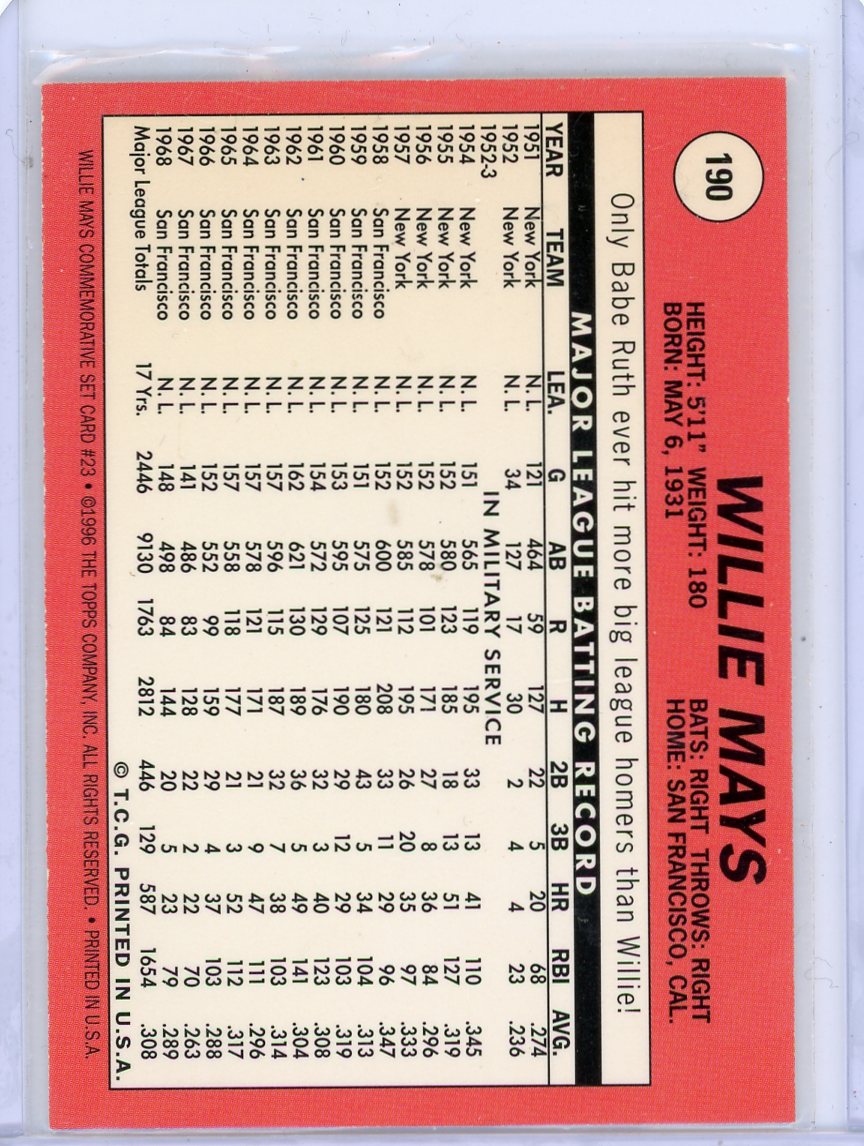 190
WILLIE MAYS
HEIGHT: 5'11" WEIGHT: 180 BATS: RIGHT THROWS: RIGHT
BORN: MAY 6, 1931 HOME: SAN FRANCISCO, CAL.
Only Babe Ruth ever hit more big league homers than Willie!
MAJOR LEAGUE BATTING RECORD
YEAR TEAM LEA. G AB R H 2B 3B HR RBI AVG.
1951 New York N. L. 121 464 59 127 22 5 20 68 .274
1952 New York N. L. 34 127 17 30 2 4 4 23 .236
1952-3 IN MILITARY SERVICE
1954 New York N. L. 151 565 119 195 33 13 41 110 .345
1955 New York N. L. 152 580 123 185 18 13 51 127 .319
1956 New York N. L. 152 578 101 171 27 8 36 84 .296
1957 New York N. L. 152 585 112 195 26 20 35 97 .333
1958 San Francisco N. L. 152 600 121 208 33 11 29 96 .347
1959 San Francisco N. L. 151 575 125 180 43 5 34 104 .313
1960 San Francisco N. L. 153 595 107 190 29 12 29 103 .319
1961 San Francisco N. L. 154 572 129 176 32 3 40 123 .308
1962 San Francisco N. L. 162 621 130 189 36 5 49 141 .304
1963 San Francisco N. L. 157 596 115 187 32 7 38 103 .314
1964 San Francisco N. L. 157 578 121 171 21 9 47 111 .296
1965 San Francisco N. L. 157 558 118 177 21 3 52 112 .317
1966 San Francisco N. L. 152 552 99 159 29 4 37 103 .288
1967 San Francisco N. L. 141 486 83 128 22 2 22 70 .263
1968 San Francisco N. L. 148 498 84 144 20 5 23 79 .289
Major League Totals 17 Yrs. 2446 9130 1763 2812 446 129 587 1654 .308
© T.C.G. PRINTED IN U.S.A.
WILLIE MAYS COMMEMORATIVE SET CARD #23 • ©1996 THE TOPPS COMPANY, INC. ALL RIGHTS RESERVED. • PRINTED IN U.S.A.